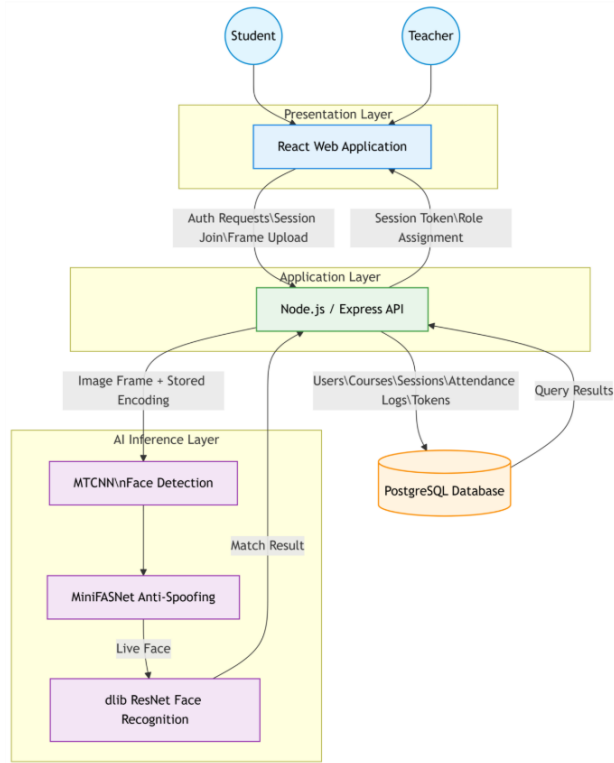 Student
Teacher
Presentation Layer
React Web Application
Auth Requests\Session
Join\Frame Upload
Session Token\Role
Assignment
Application Layer
Node.js / Express API
Image Frame + Stored
Encoding
Users\Courses\Sessions\Attendance
Logs\Tokens
Query Results
AI Inference Layer
MTCNN\nFace Detection
PostgreSQL Database
Match Result
MiniFASNet Anti-Spoofing
Live Face
dlib ResNet Face
Recognition